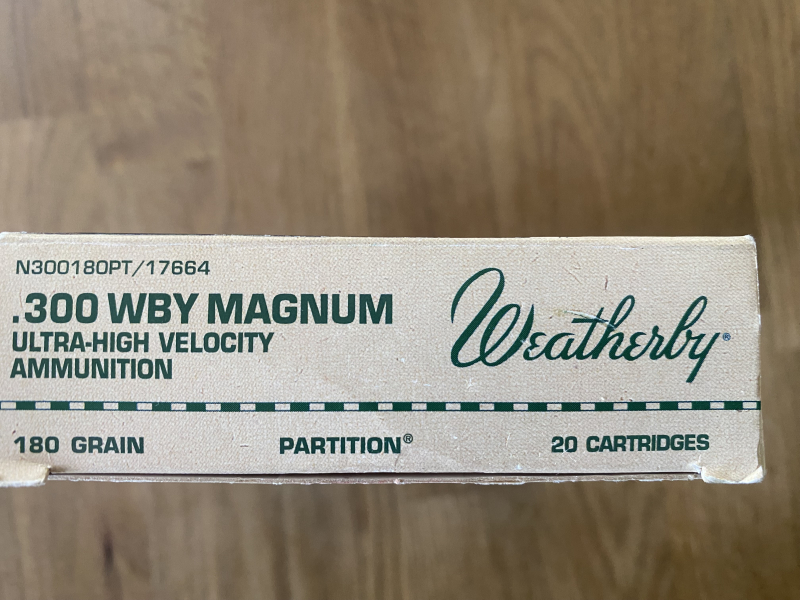 N300180PT/17664
.300 WBY MAGNUM
ULTRA-HIGH VELOCITY
AMMUNITION
Weatherby®
180 GRAIN PARTITION® 20 CARTRIDGES